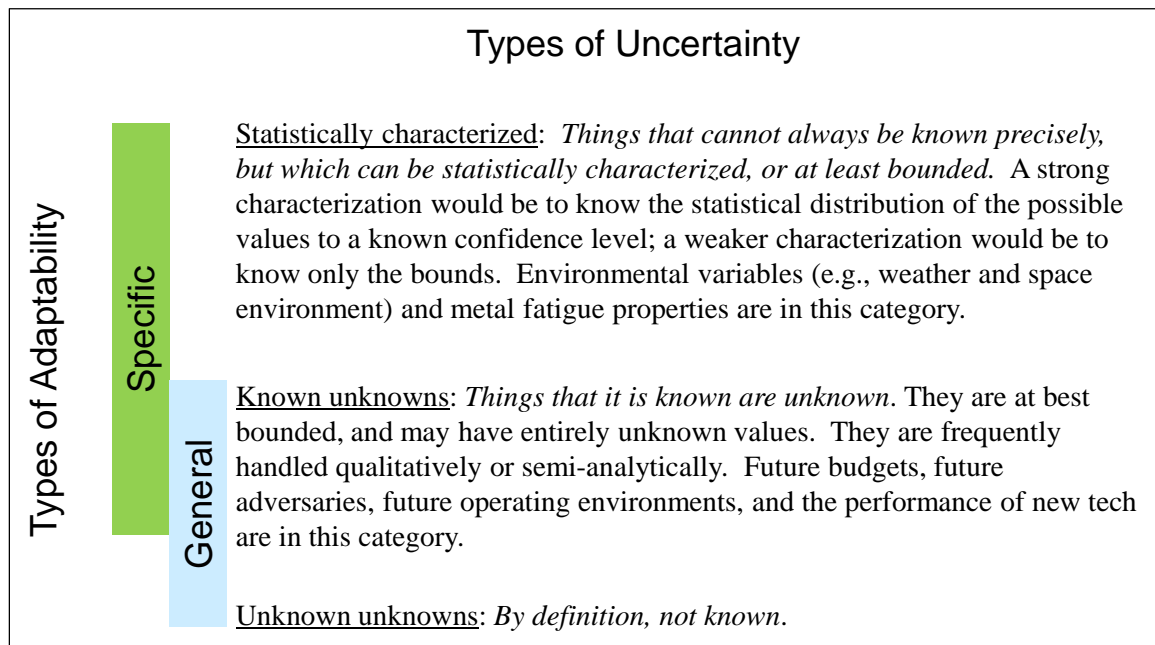 Types of Uncertainty
Types of Adaptability
Specific
General
Statistically characterized:  Things that cannot always be known precisely,
but which can be statistically characterized, or at least bounded.  A strong
characterization would be to know the statistical distribution of the possible
values to a known confidence level; a weaker characterization would be to
know only the bounds.  Environmental variables (e.g., weather and space
environment) and metal fatigue properties are in this category.
Known unknowns: Things that it is known are unknown. They are at best
bounded, and may have entirely unknown values.  They are frequently
handled qualitatively or semi-analytically.  Future budgets, future
adversaries, future operating environments, and the performance of new tech
are in this category.
Unknown unknowns: By definition, not known.